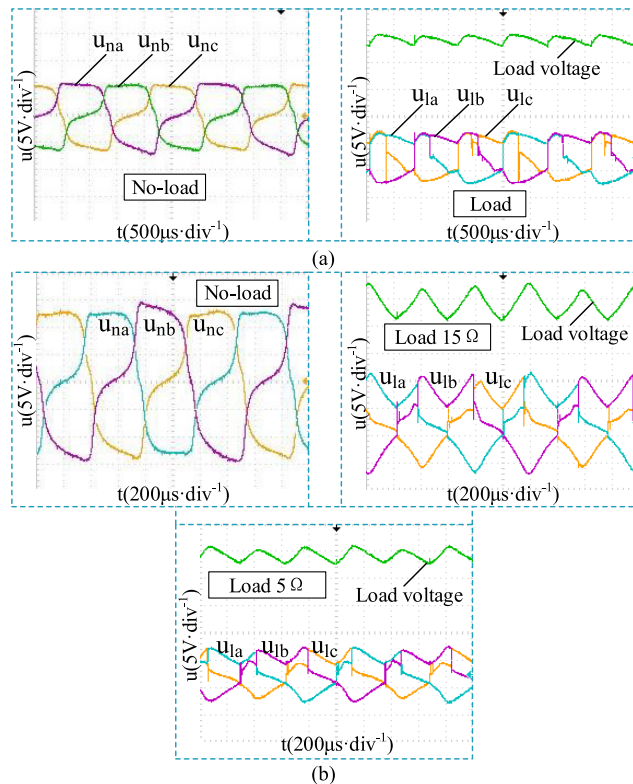 u_na u_nb u_nc
u(5V·div⁻¹)
No-load
t(500μs·div⁻¹)
Load voltage
u_la u_lb u_lc
u(5V·div⁻¹)
Load
t(500μs·div⁻¹)
(a)
No-load
u_na u_nb u_nc
u(5V·div⁻¹)
t(200μs·div⁻¹)
Load 15 Ω
Load voltage
u_la u_lb u_lc
u(5V·div⁻¹)
t(200μs·div⁻¹)
Load 5 Ω
Load voltage
u_la u_lb u_lc
u(5V·div⁻¹)
t(200μs·div⁻¹)
(b)